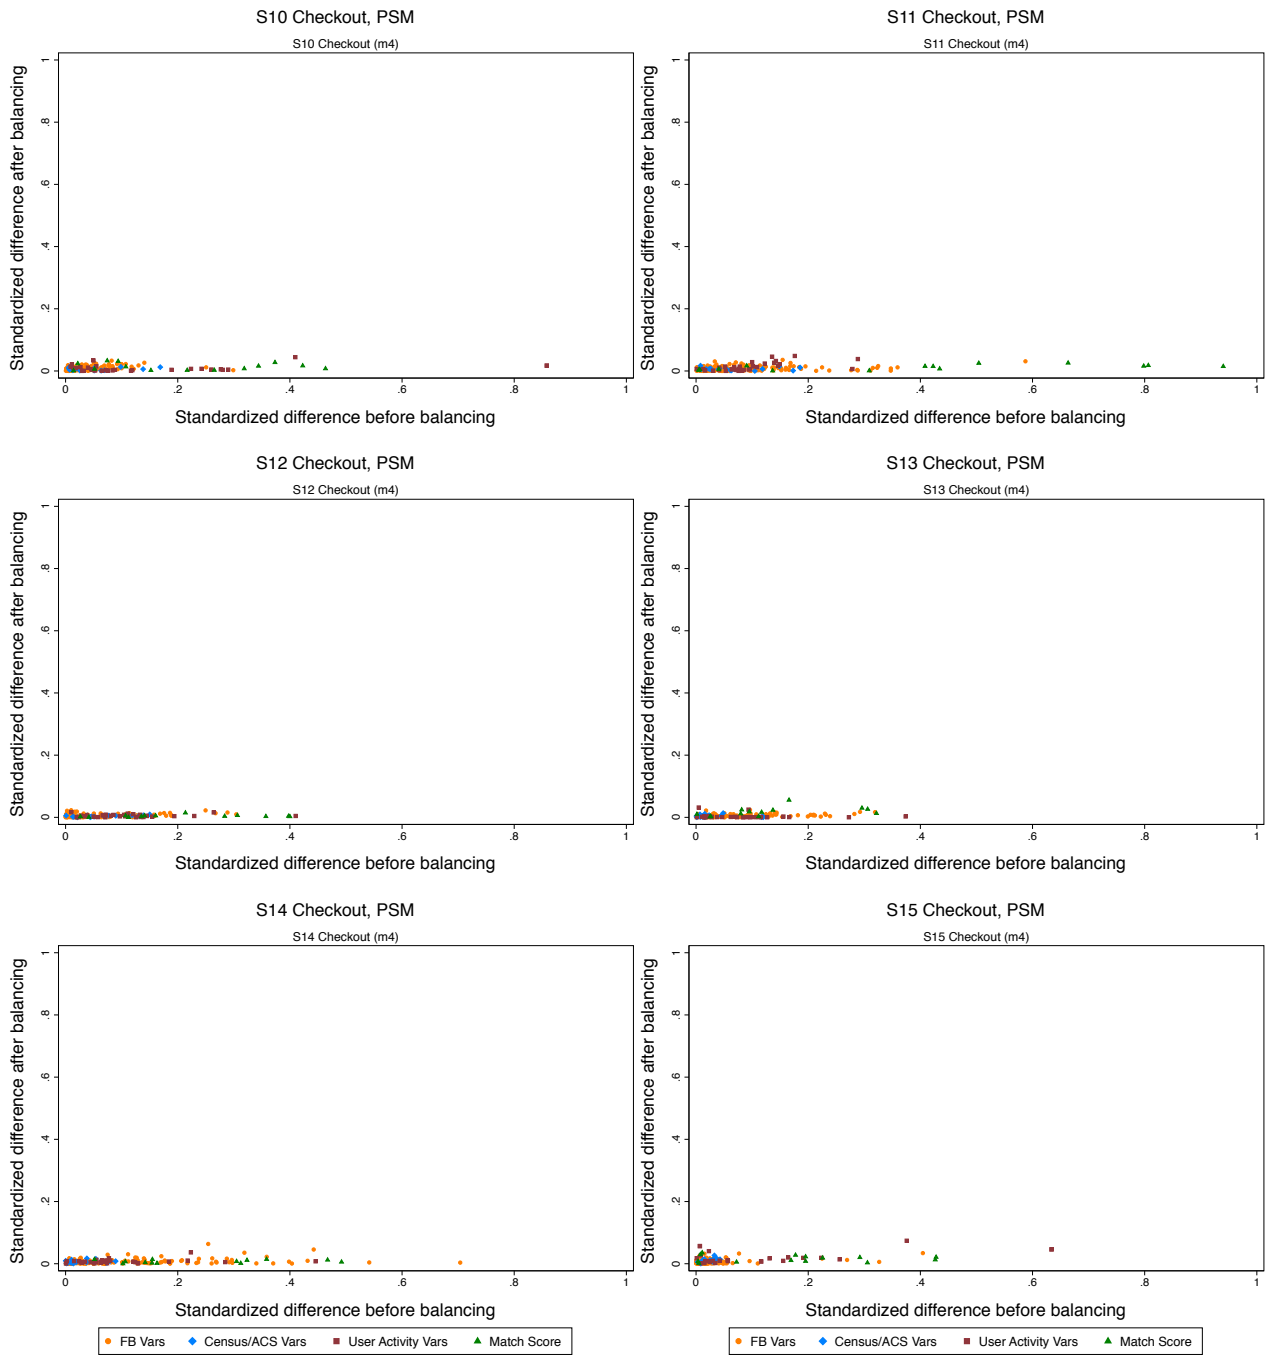 S10 Checkout, PSM
S10 Checkout (m4)
Standardized difference after balancing
0 .2 .4 .6 .8 1
0 .2 .4 .6 .8 1
Standardized difference before balancing
S11 Checkout, PSM
S11 Checkout (m4)
Standardized difference after balancing
0 .2 .4 .6 .8 1
0 .2 .4 .6 .8 1
Standardized difference before balancing
S12 Checkout, PSM
S12 Checkout (m4)
Standardized difference after balancing
0 .2 .4 .6 .8 1
0 .2 .4 .6 .8 1
Standardized difference before balancing
S13 Checkout, PSM
S13 Checkout (m4)
Standardized difference after balancing
0 .2 .4 .6 .8 1
0 .2 .4 .6 .8 1
Standardized difference before balancing
S14 Checkout, PSM
S14 Checkout (m4)
Standardized difference after balancing
0 .2 .4 .6 .8 1
0 .2 .4 .6 .8 1
Standardized difference before balancing
FB Vars Census/ACS Vars User Activity Vars Match Score
S15 Checkout, PSM
S15 Checkout (m4)
Standardized difference after balancing
0 .2 .4 .6 .8 1
0 .2 .4 .6 .8 1
Standardized difference before balancing
FB Vars Census/ACS Vars User Activity Vars Match Score